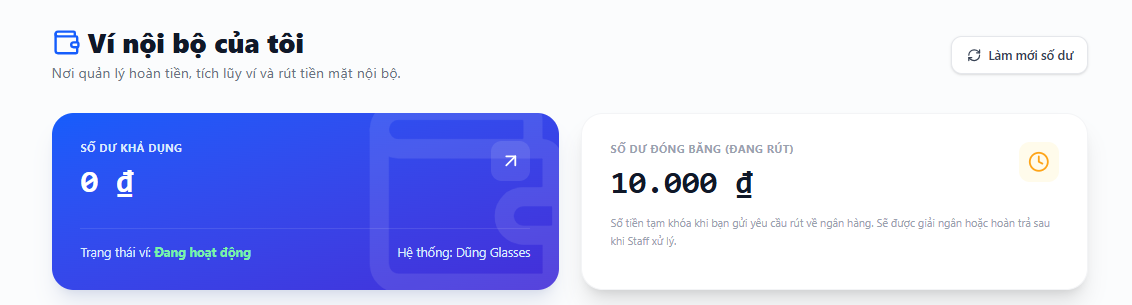 Ví nội bộ của tôi
Nơi quản lý hoàn tiền, tích lũy ví và rút tiền mặt nội bộ.
Làm mới số dư
SỐ DƯ KHẢ DỤNG
0 ₫
Trạng thái ví: Đang hoạt động
Hệ thống: Dũng Glasses
SỐ DƯ ĐÓNG BĂNG (ĐANG RÚT)
10.000 ₫
Số tiền tạm khóa khi bạn gửi yêu cầu rút về ngân hàng. Sẽ được giải ngân hoặc hoàn trả sau
khi Staff xử lý.